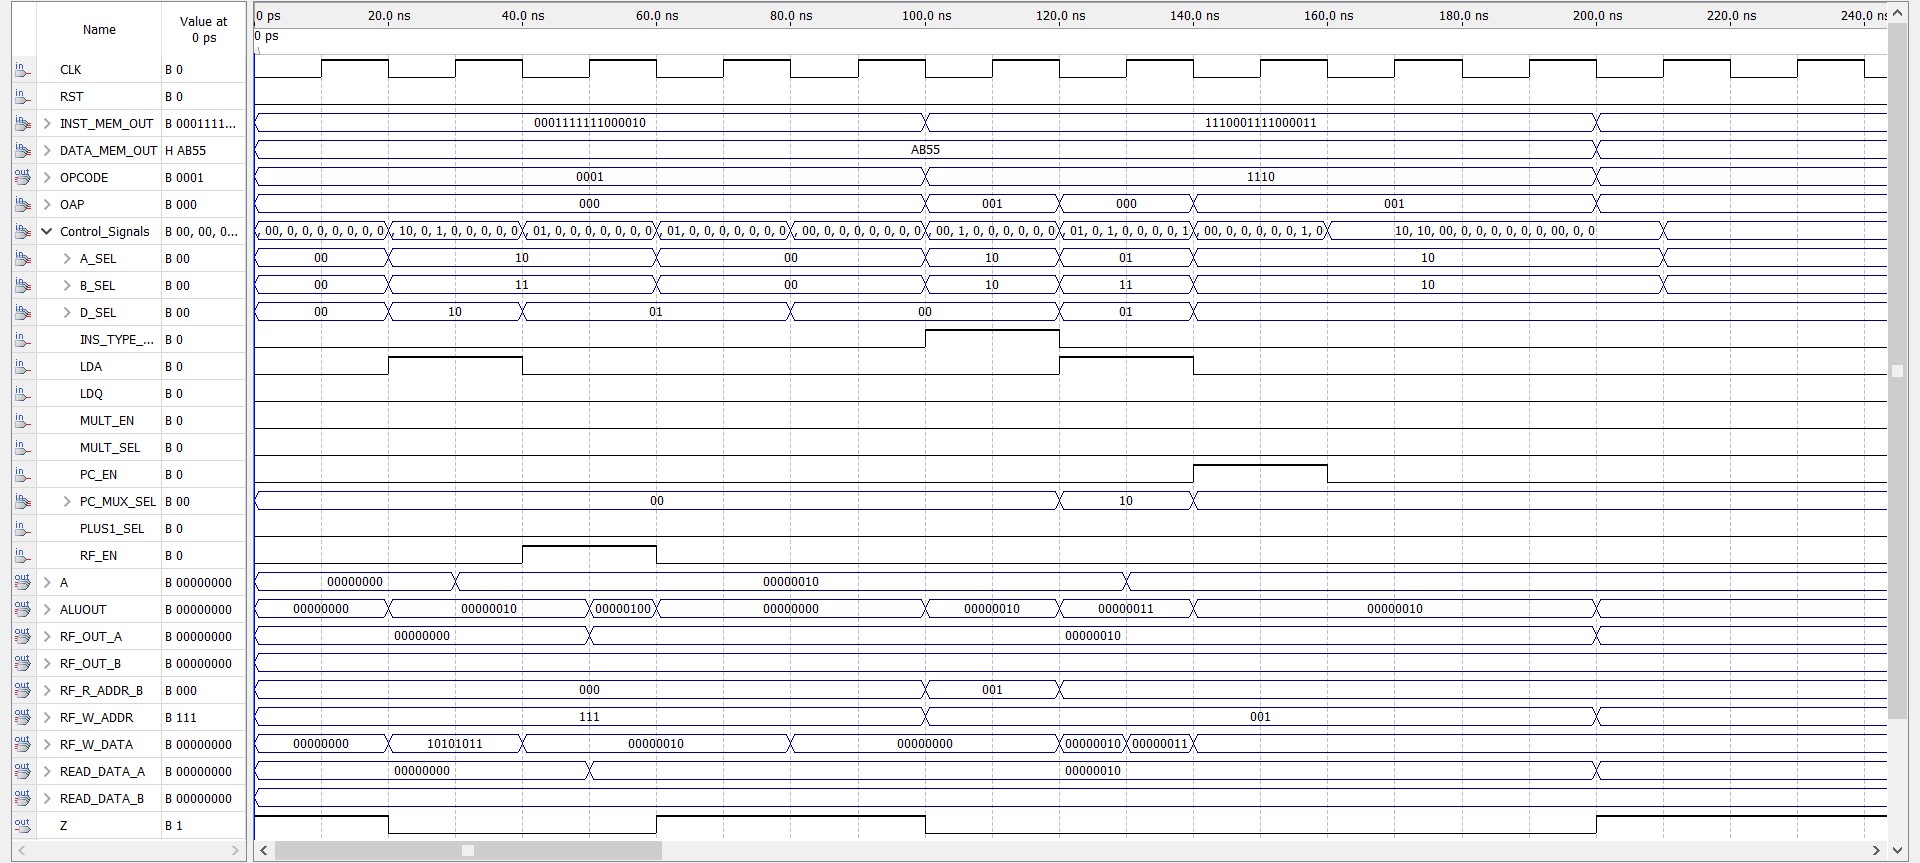 Name Value at 0 ps
0 ps 20.0 ns 40.0 ns 60.0 ns 80.0 ns 100.0 ns 120.0 ns 140.0 ns 160.0 ns 180.0 ns 200.0 ns 220.0 ns 240.0 ns
0 ps
in CLK B 0
in RST B 0
in INST_MEM_OUT B 0001111... 0001111111000010 1110001111000011
in DATA_MEM_OUT H AB55 AB55
out OPCODE B 0001 0001 1110
in OAP B 000 000 001 000 001
in Control_Signals B 00, 00, 0... , 00, 0, 0, 0, 0, 0, 0, 0 , 10, 0, 1, 0, 0, 0, 0, 0 , 01, 0, 0, 0, 0, 0, 0, 0 , 01, 0, 0, 0, 0, 0, 0, 0 , 00, 0, 0, 0, 0, 0, 0, 0 , 00, 1, 0, 0, 0, 0, 0, 0 , 01, 0, 1, 0, 0, 0, 0, 1 , 00, 0, 0, 0, 0, 0, 1, 0 10, 10, 00, 0, 0, 0, 0, 0, 0, 00, 0, 0
in A_SEL B 00 00 10 00 10 01 10
in B_SEL B 00 00 11 00 10 11 10
in D_SEL B 00 00 10 01 00 01
in INS_TYPE_... B 0
in LDA B 0
in LDQ B 0
in MULT_EN B 0
in MULT_SEL B 0
in PC_EN B 0
in PC_MUX_SEL B 00 00 10
in PLUS1_SEL B 0
in RF_EN B 0
out A B 00000000 00000000 00000010
out ALUOUT B 00000000 00000000 00000010 00000100 00000000 00000010 00000011 00000010
out RF_OUT_A B 00000000 00000000 00000010
out RF_OUT_B B 00000000
out RF_R_ADDR_B B 000 000 001
out RF_W_ADDR B 111 111 001
out RF_W_DATA B 00000000 00000000 10101011 00000010 00000000 00000010 00000011
out READ_DATA_A B 00000000 00000000 00000010
out READ_DATA_B B 00000000
out Z B 1